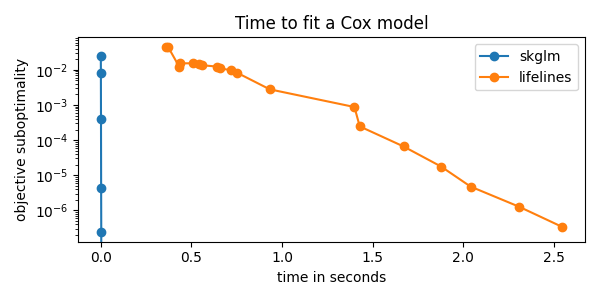 Time to fit a Cox model
objective suboptimality
10⁻²
10⁻³
10⁻⁴
10⁻⁵
10⁻⁶
skglm
lifelines
0.0 0.5 1.0 1.5 2.0 2.5
time in seconds